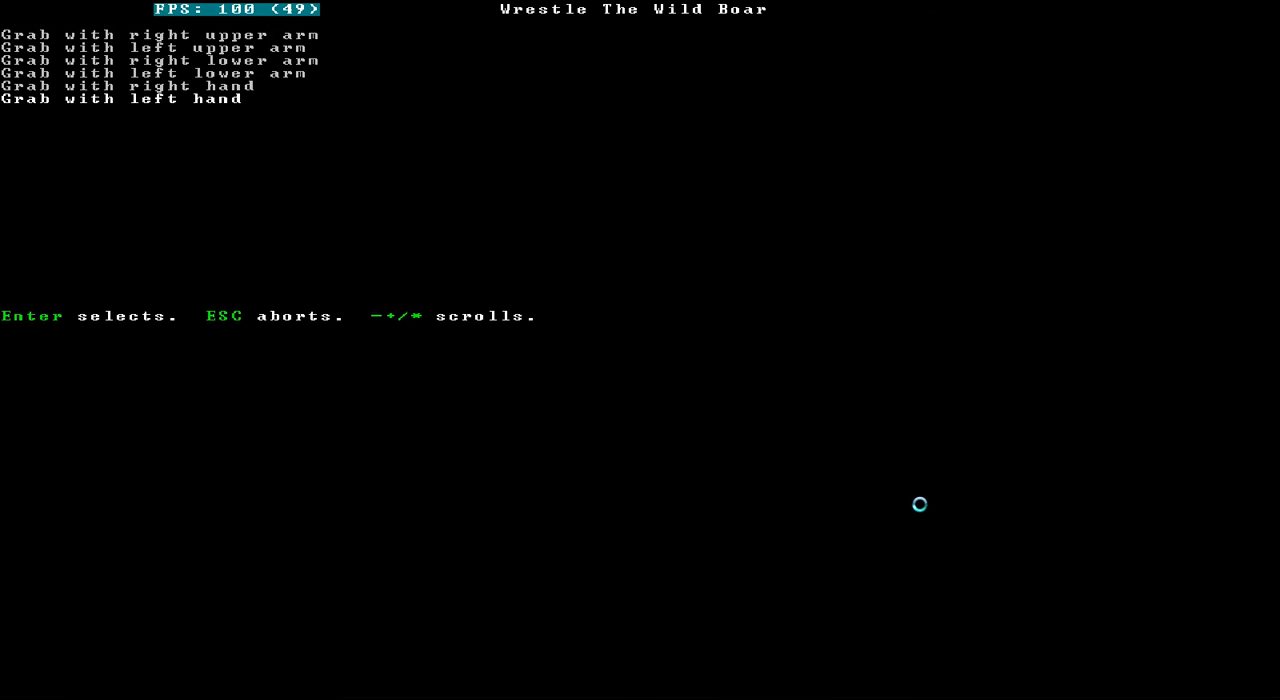 FPS: 100 (49) Wrestle The Wild Boar
Grab with right upper arm
Grab with left upper arm
Grab with right lower arm
Grab with left lower arm
Grab with right hand
Grab with left hand
Enter selects. ESC aborts. -+/* scrolls.